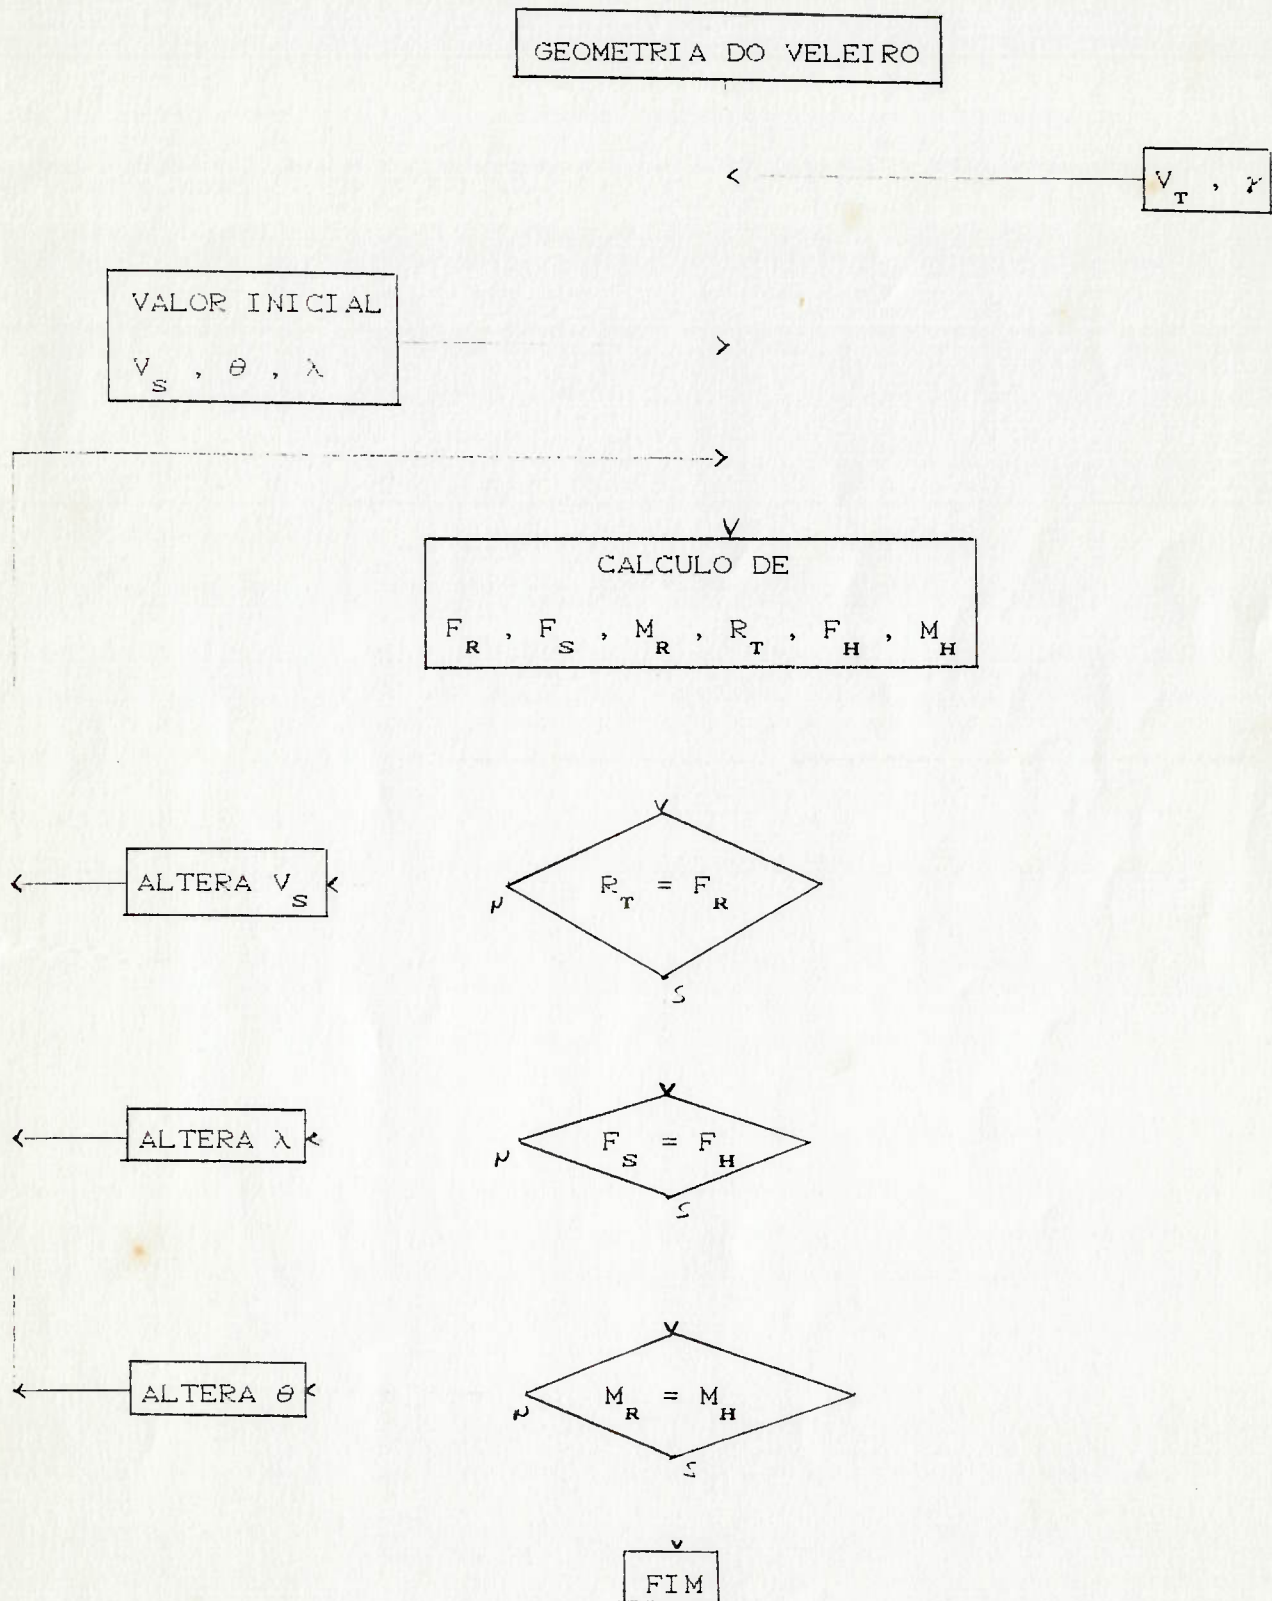 GEOMETRIA DO VELEIRO
V_T , γ
VALOR INICIAL
V_S , θ , λ
CALCULO DE
F_R , F_S , M_R , R_T , F_H , M_H
R_T = F_R
N
S
ALTERA V_S
F_S = F_H
N
S
ALTERA λ
M_R = M_H
N
S
ALTERA θ
FIM